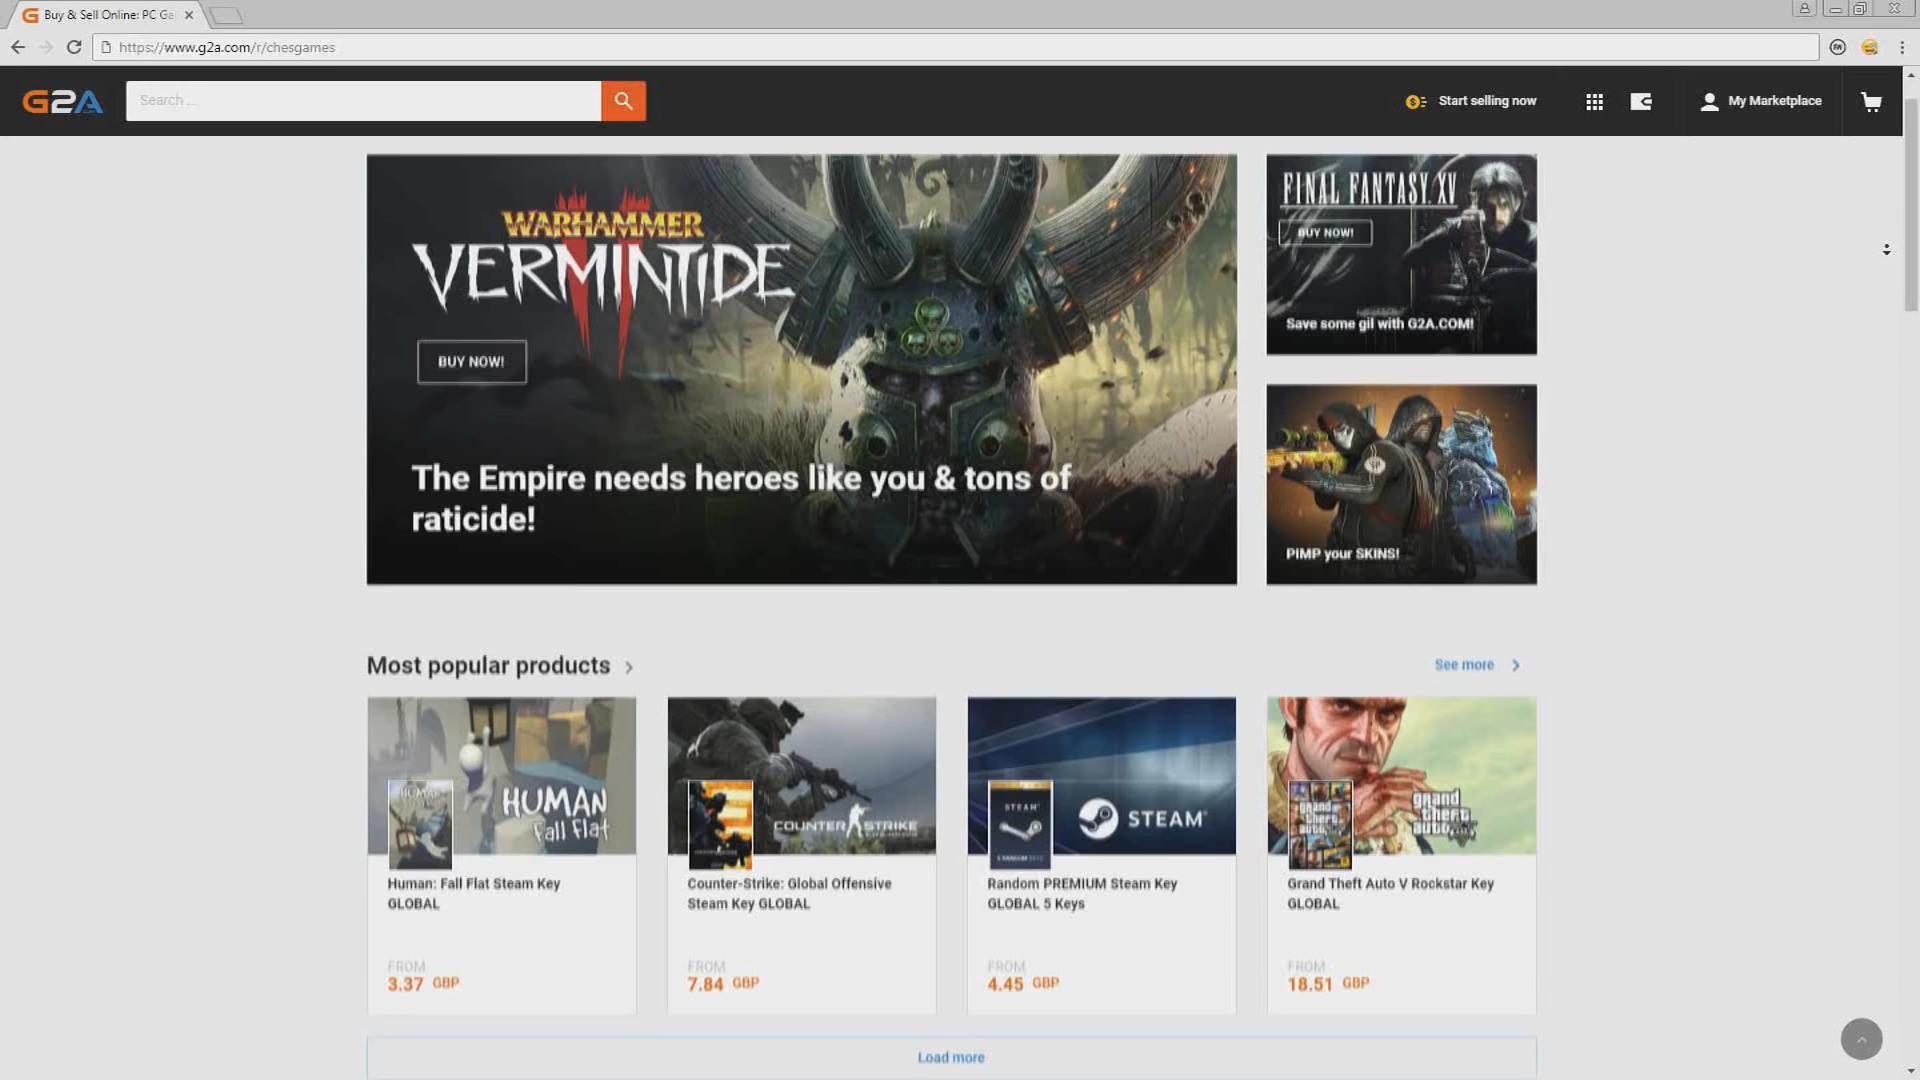 Buy & Sell Online: PC Ga
https://www.g2a.com/r/chesgames
G2A
Search ...
Start selling now
My Marketplace
WARHAMMER
VERMINTIDE
II
BUY NOW!
The Empire needs heroes like you & tons of
raticide!
FINAL FANTASY XV
BUY NOW!
Save some gil with G2A.COM!
PIMP your SKINS!
Most popular products
See more
HUMAN
HUMAN
Fall Flat
Human: Fall Flat Steam Key
GLOBAL
FROM
3.37 GBP
COUNTER STRIKE
Counter-Strike: Global Offensive
Steam Key GLOBAL
FROM
7.84 GBP
STEAM
STEAM
Random PREMIUM Steam Key
GLOBAL 5 Keys
FROM
4.45 GBP
grand
theft
auto
grand
theft
auto
Grand Theft Auto V Rockstar Key
GLOBAL
FROM
18.51 GBP
Load more